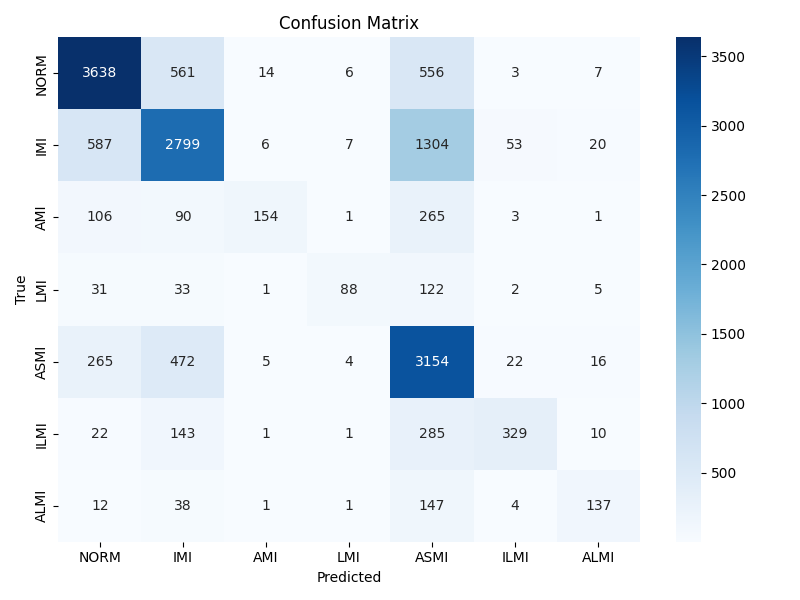 Confusion Matrix
NORM 3638 561 14 6 556 3 7
IMI 587 2799 6 7 1304 53 20
AMI 106 90 154 1 265 3 1
LMI 31 33 1 88 122 2 5
ASMI 265 472 5 4 3154 22 16
ILMI 22 143 1 1 285 329 10
ALMI 12 38 1 1 147 4 137
NORM IMI AMI LMI ASMI ILMI ALMI
Predicted
True
3500
3000
2500
2000
1500
1000
500